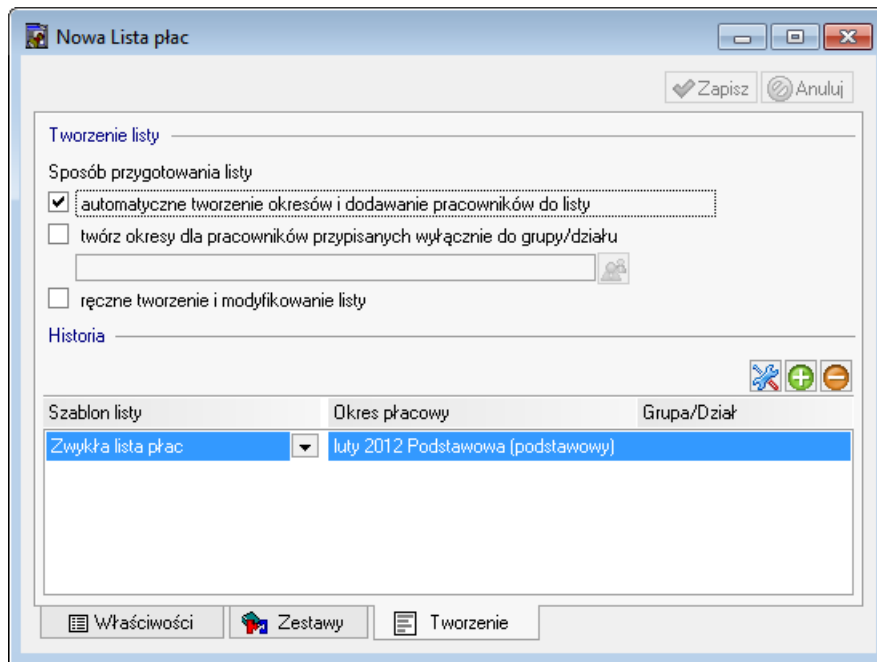 Nowa Lista płac
Zapisz Anuluj
Tworzenie listy
Sposób przygotowania listy
automatyczne tworzenie okresów i dodawanie pracowników do listy
twórz okresy dla pracowników przypisanych wyłącznie do grupy/działu
ręczne tworzenie i modyfikowanie listy
Historia
Szablon listy Okres płacowy Grupa/Dział
Zwykła lista płac luty 2012 Podstawowa (podstawowy)
Właściwości Zestawy Tworzenie